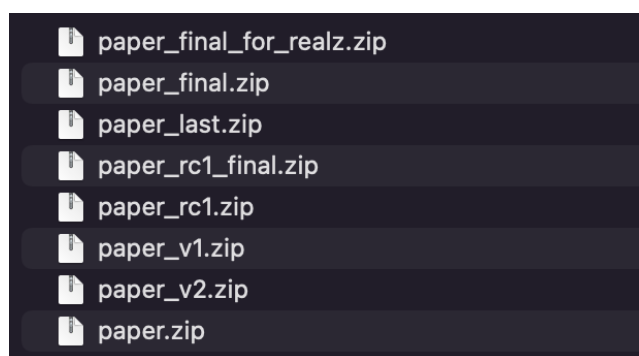 paper_final_for_realz.zip
paper_final.zip
paper_last.zip
paper_rc1_final.zip
paper_rc1.zip
paper_v1.zip
paper_v2.zip
paper.zip